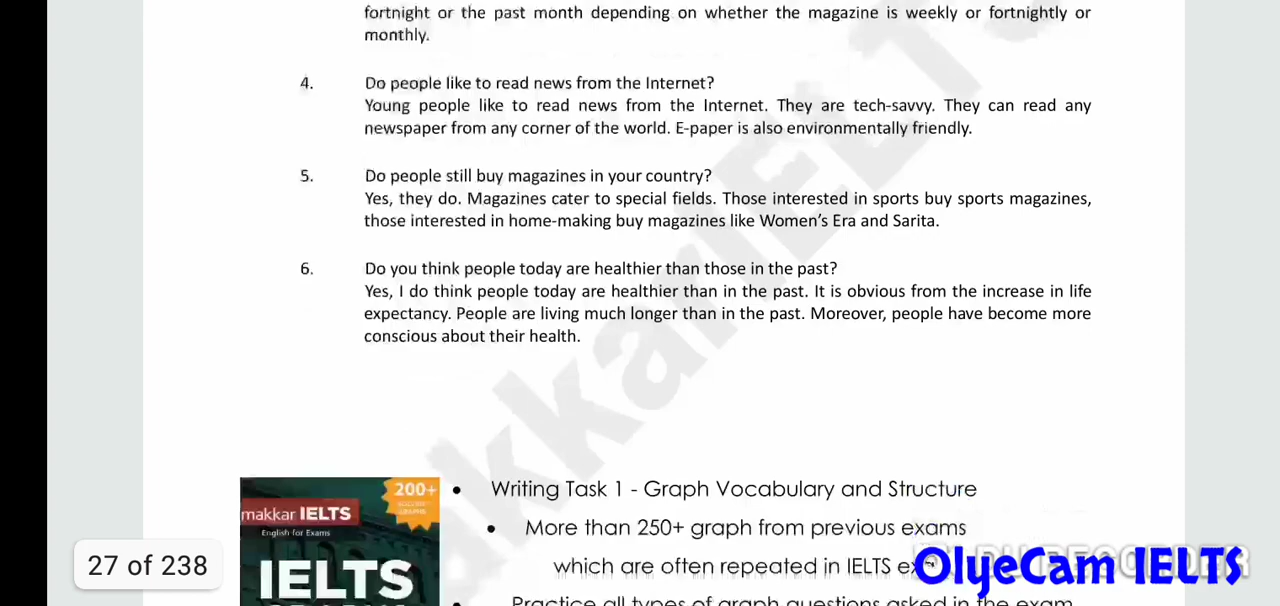 fortnight or the past month depending on whether the magazine is weekly or fortnightly or
monthly.
4. Do people like to read news from the Internet?
Young people like to read news from the Internet. They are tech-savvy. They can read any
newspaper from any corner of the world. E-paper is also environmentally friendly.
5. Do people still buy magazines in your country?
Yes, they do. Magazines cater to special fields. Those interested in sports buy sports magazines,
those interested in home-making buy magazines like Women's Era and Sarita.
6. Do you think people today are healthier than those in the past?
Yes, I do think people today are healthier than in the past. It is obvious from the increase in life
expectancy. People are living much longer than in the past. Moreover, people have become more
conscious about their health.
makkarIELTS
200+
makkar IELTS
English for Exams
IELTS
• Writing Task 1 - Graph Vocabulary and Structure
• More than 250+ graph from previous exams
which are often repeated in IELTS
• Practice all types of graph questions asked in the exam
27 of 238
OlyeCam IELTS
RECORDER